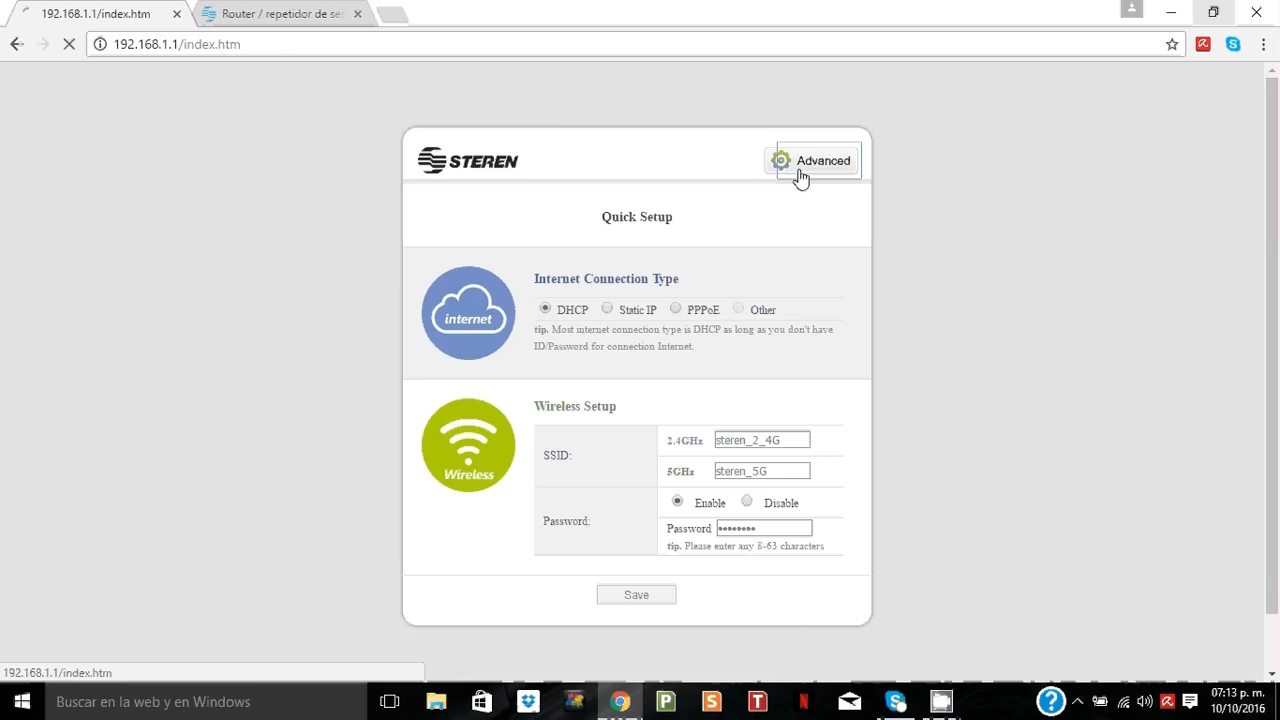 192.168.1.1/index.htm
Router / repetidor de se
192.168.1.1/index.htm
STEREN
Advanced
Quick Setup
internet
Internet Connection Type
DHCP Static IP PPPoE Other
tip. Most internet connection type is DHCP as long as you don't have
ID/Password for connection Internet.
Wireless
Wireless Setup
SSID:
2.4GHz steren_2_4G
5GHz steren_5G
Password:
Enable Disable
Password ••••••••
tip. Please enter any 8-63 characters
Save
192.168.1.1/index.htm
Buscar en la web y en Windows
07:13 p. m.
10/10/2016